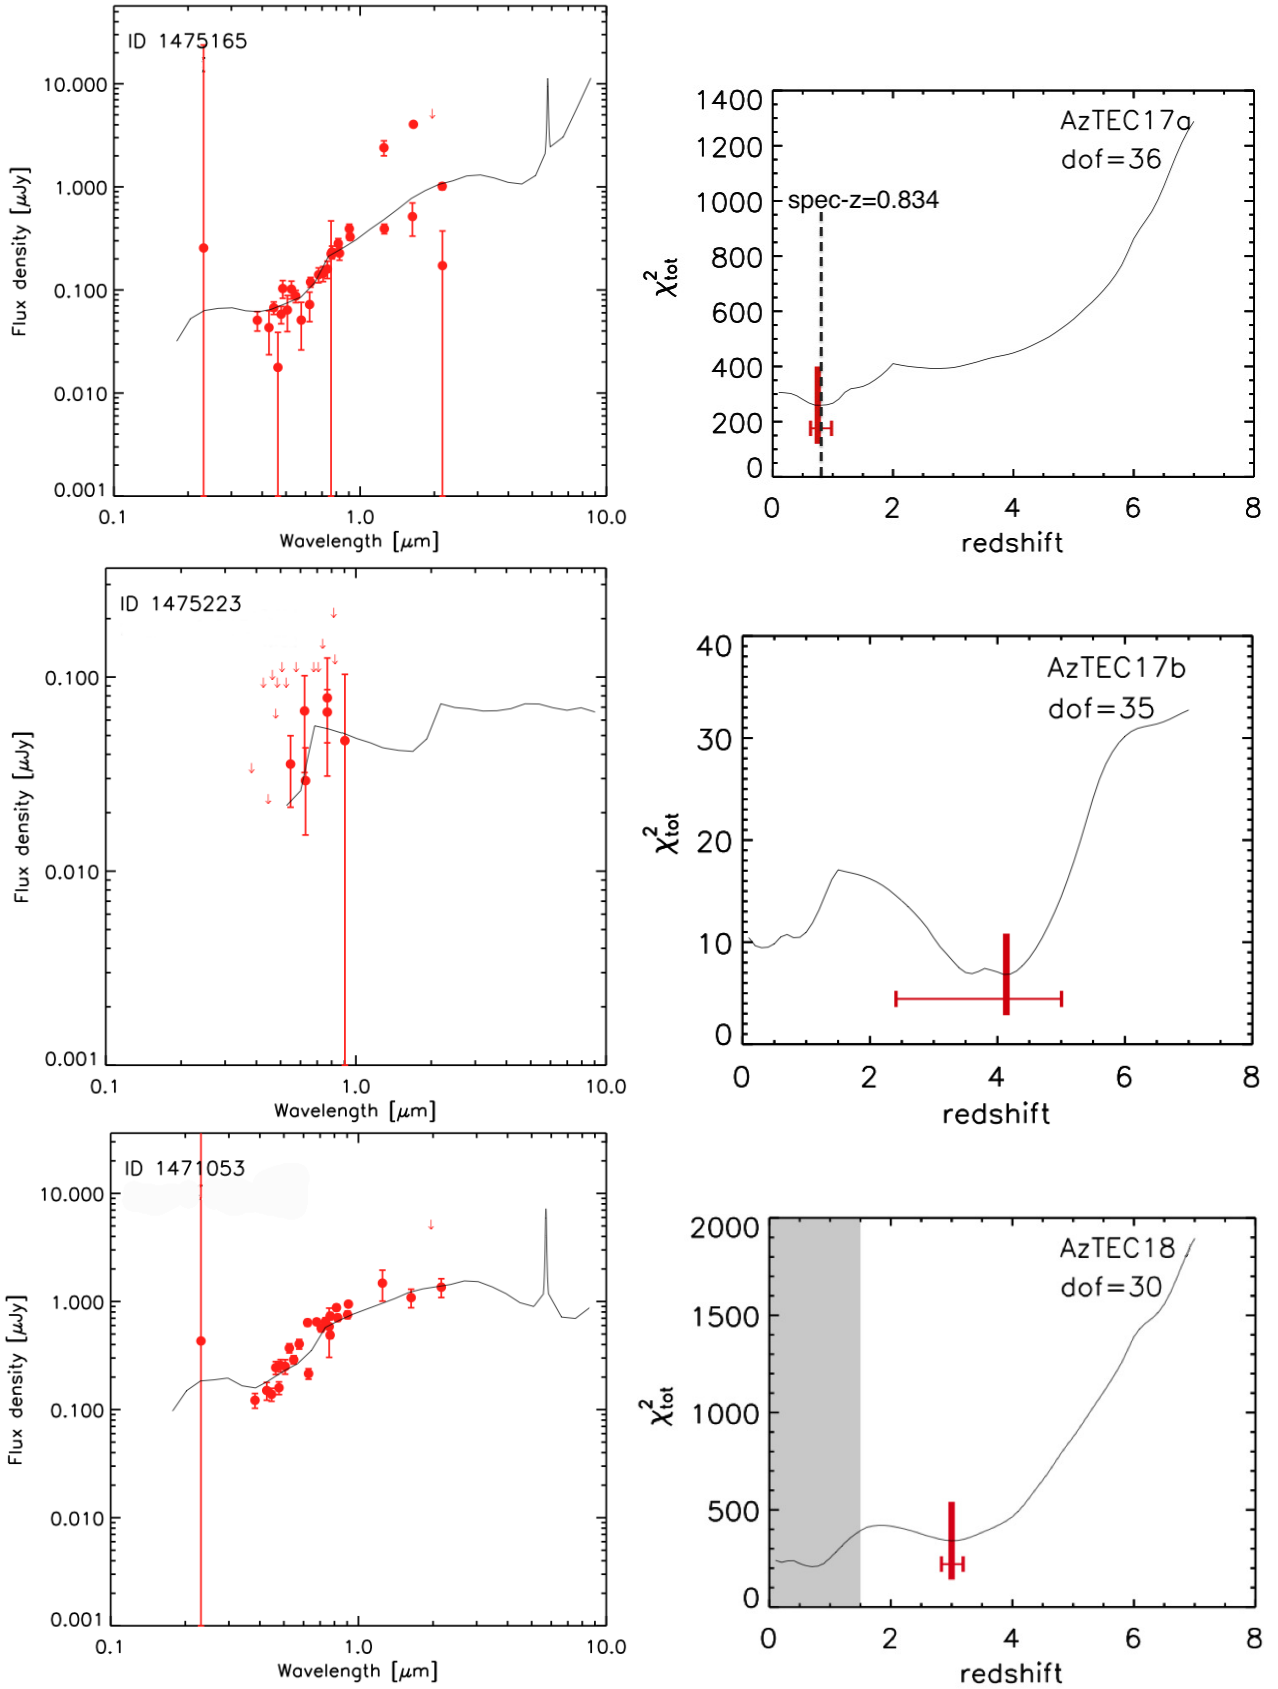 ID 1475165
10.000
1.000
0.100
0.010
0.001
0.1 1.0 10.0
Wavelength [μm]
Flux density [μJy]
1400
1200
1000
800
600
400
200
0
AzTEC17a
dof=36
spec-z=0.834
χ²tot
0 2 4 6 8
redshift
ID 1475223
0.100
0.010
0.001
0.1 1.0 10.0
Wavelength [μm]
Flux density [μJy]
40
30
20
10
0
AzTEC17b
dof=35
χ²tot
0 2 4 6 8
redshift
ID 1471053
10.000
1.000
0.100
0.010
0.001
0.1 1.0 10.0
Wavelength [μm]
Flux density [μJy]
2000
1500
1000
500
0
AzTEC18
dof=30
χ²tot
0 2 4 6 8
redshift